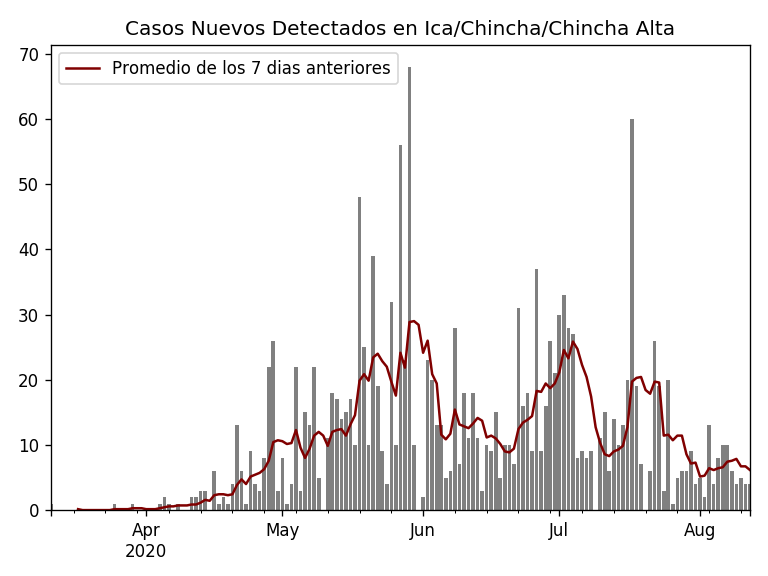 Casos Nuevos Detectados en Ica/Chincha/Chincha Alta
Promedio de los 7 dias anteriores
70
60
50
40
30
20
10
0
Apr
2020
May
Jun
Jul
Aug